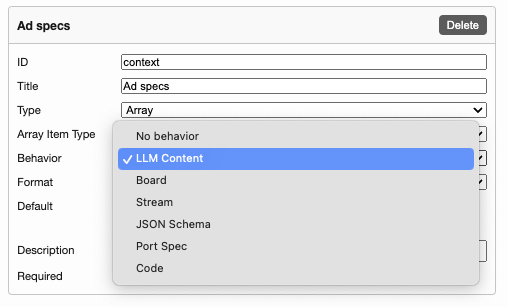 Ad specs Delete
ID context
Title Ad specs
Type Array
Array Item Type
No behavior
Behavior ✓ LLM Content
Format Board
Default Stream
JSON Schema
Description Port Spec
Required Code